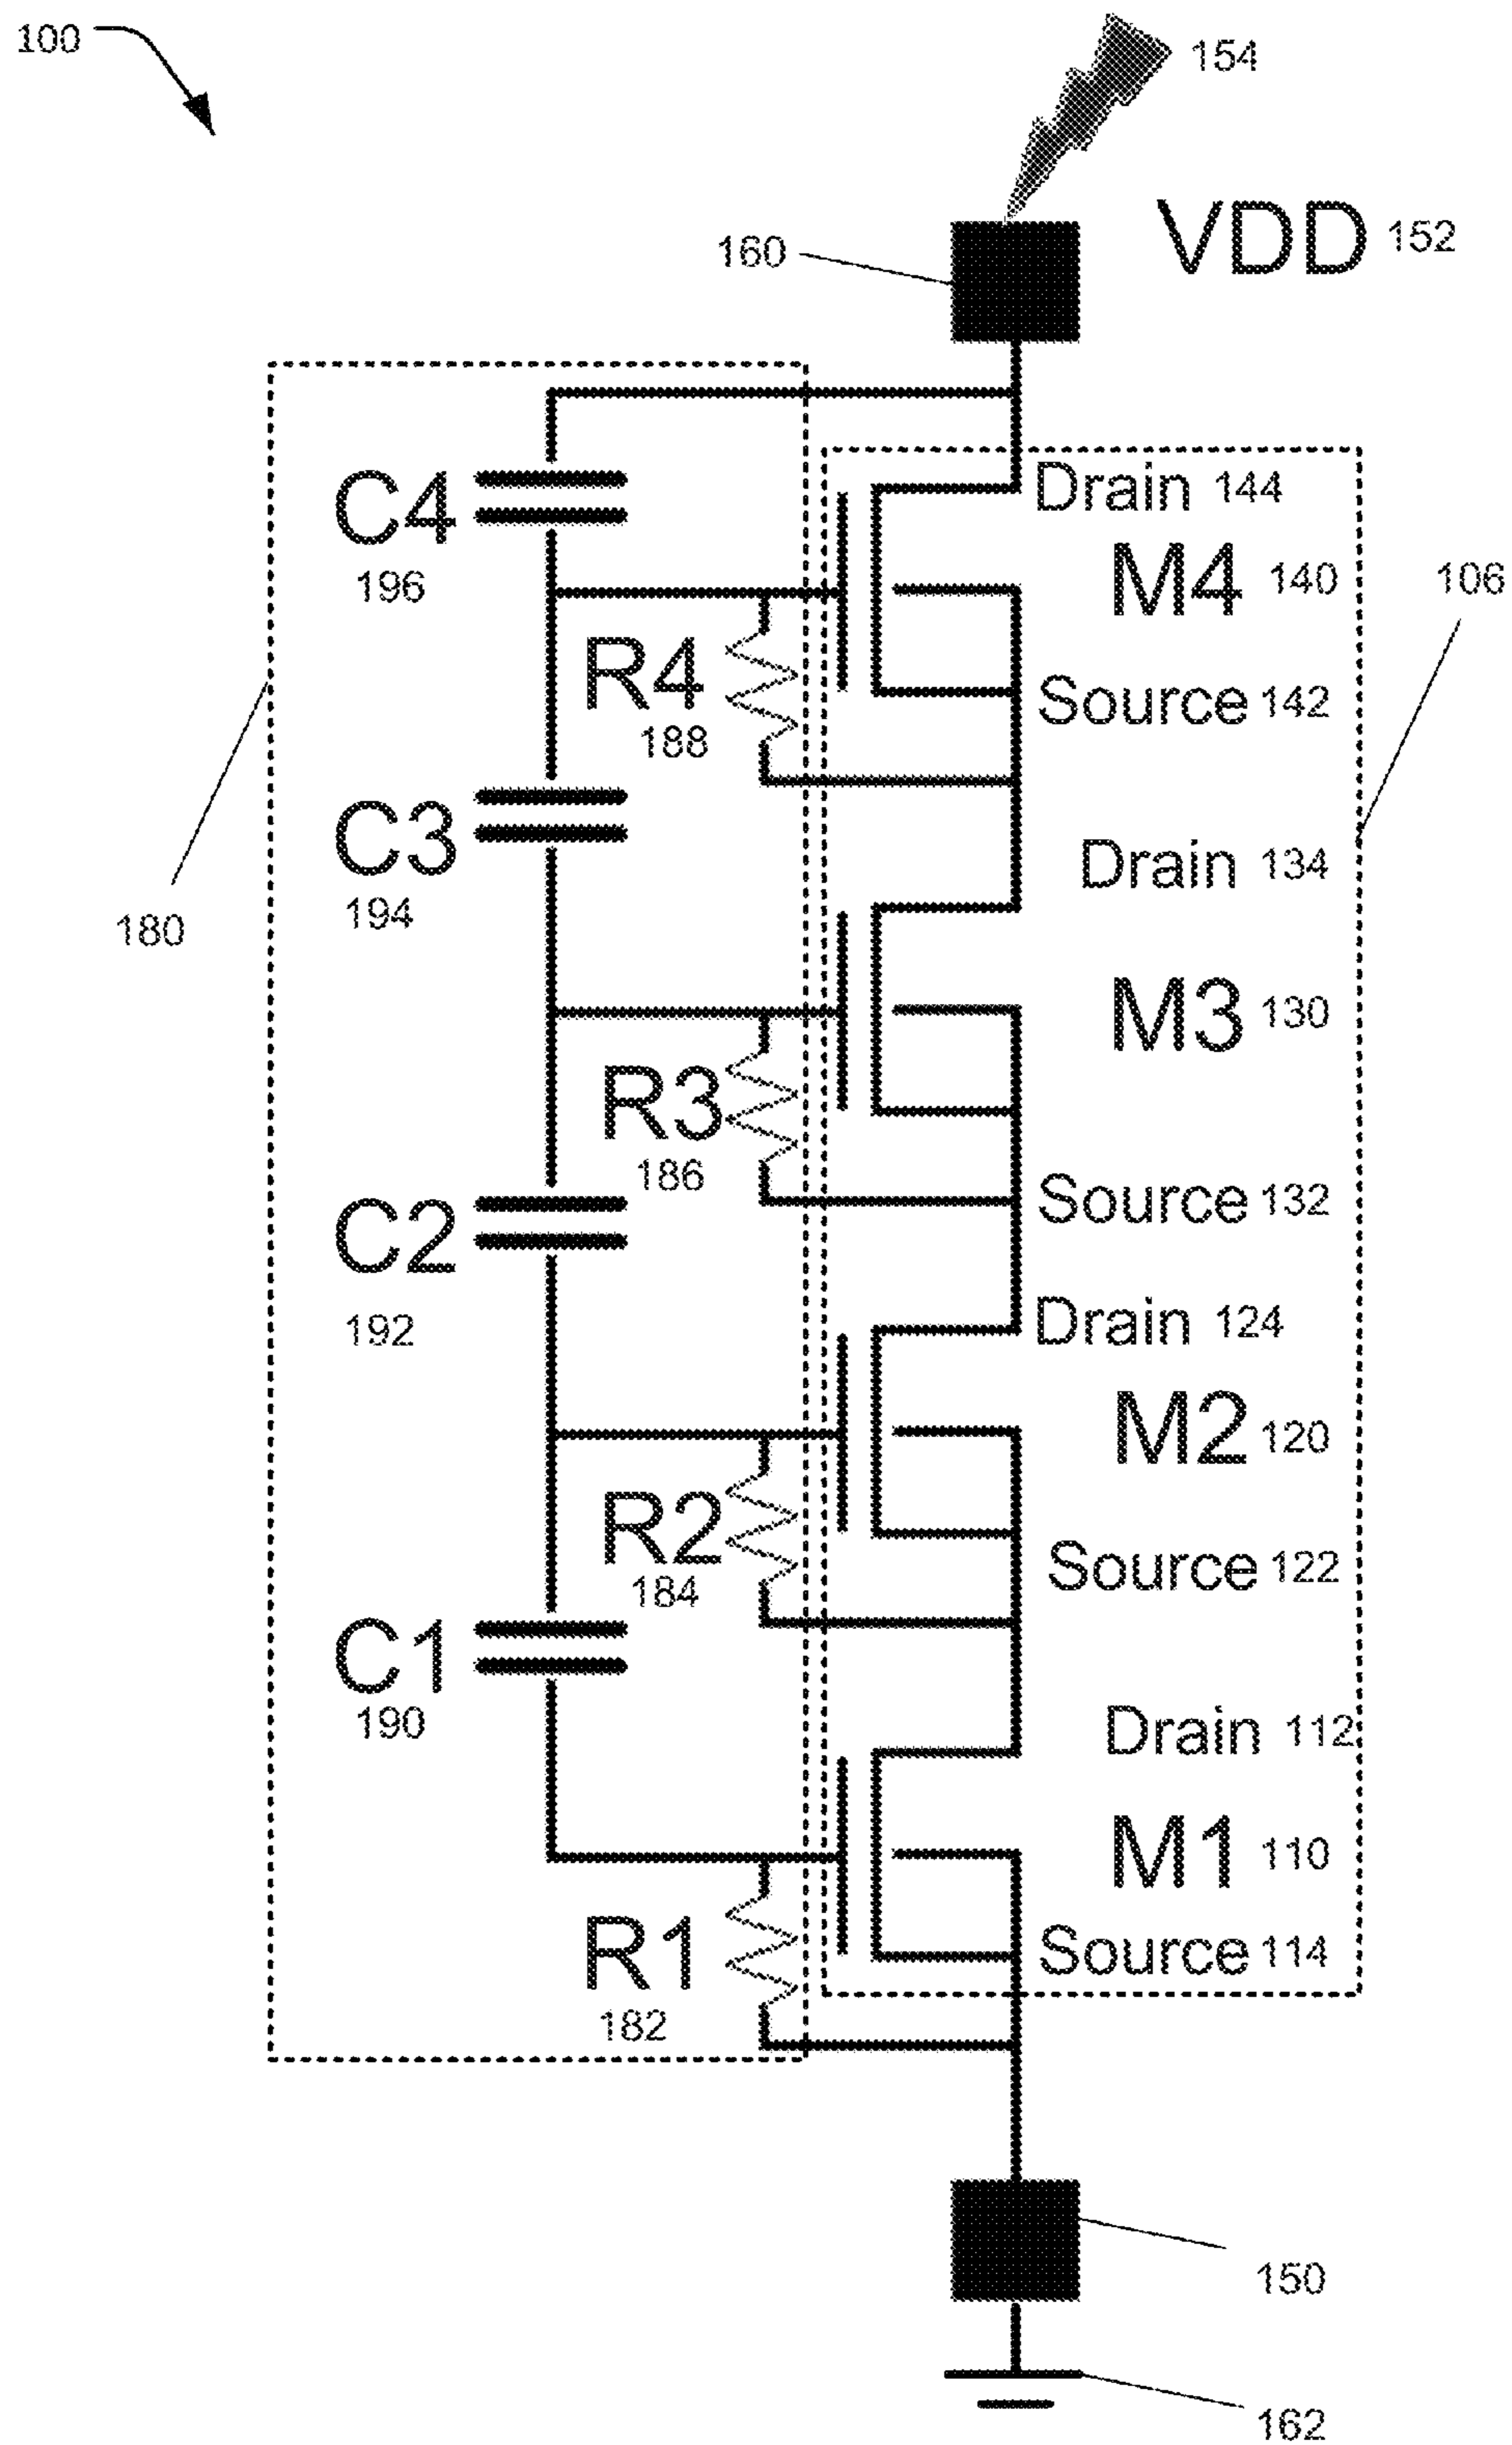 100
154
160
VDD 152
Drain 144
C4
196
M4 140
106
R4
188
Source 142
C3
194
Drain 134
180
M3 130
R3
186
Source 132
C2
192
Drain 124
M2 120
R2
184
Source 122
C1
190
Drain 112
M1 110
R1
182
Source 114
150
162